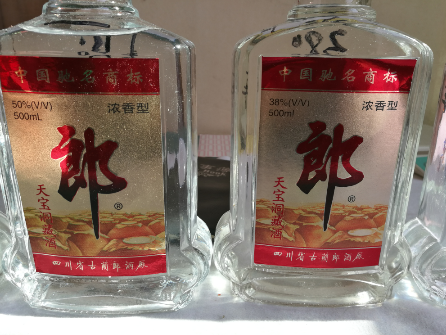 中国驰名商标
50%(V/V)
500mL
浓香型
郎
®
天宝洞藏酒
四川省古蔺郎酒厂
中国驰名商标
38%(V/V)
500ml
浓香型
郎
®
天宝洞藏酒
四川省古蔺郎酒厂